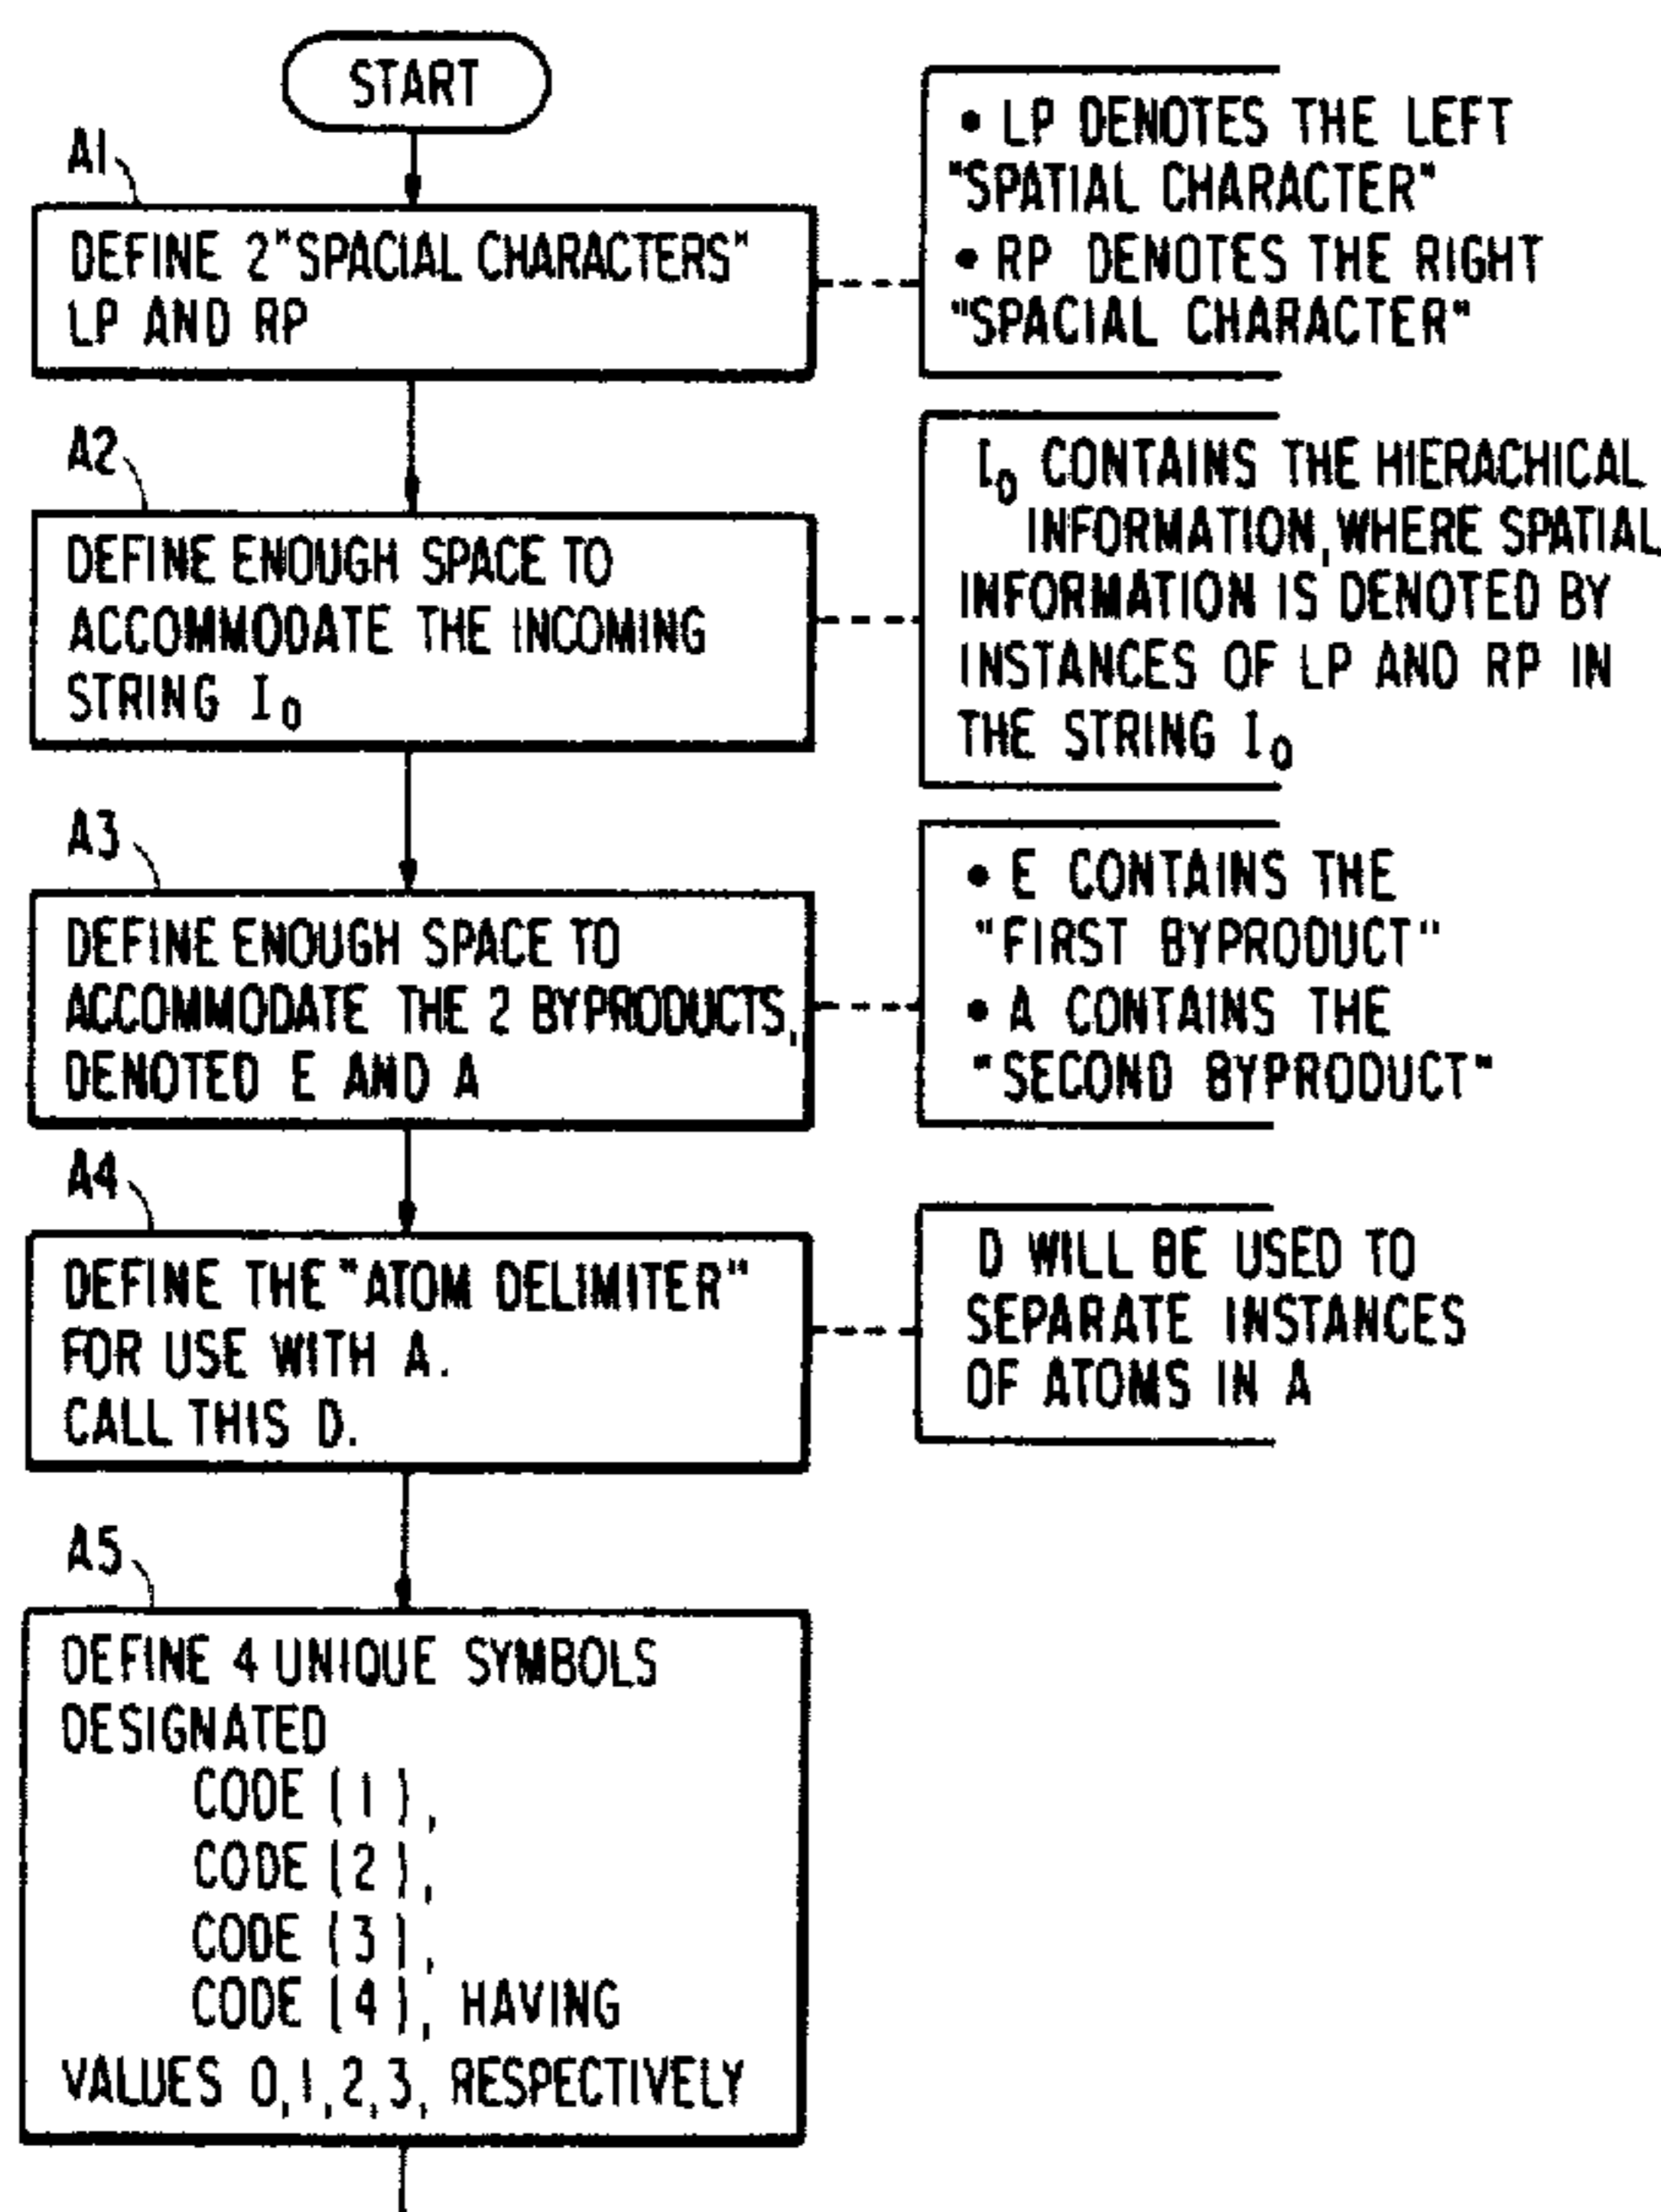 START
A1
DEFINE 2"SPACIAL CHARACTERS"
LP AND RP
• LP DENOTES THE LEFT
"SPATIAL CHARACTER"
• RP DENOTES THE RIGHT
"SPACIAL CHARACTER"
A2
DEFINE ENOUGH SPACE TO
ACCOMMODATE THE INCOMING
STRING I0
I0 CONTAINS THE HIERACHICAL
INFORMATION, WHERE SPATIAL
INFORMATION IS DENOTED BY
INSTANCES OF LP AND RP IN
THE STRING I0
A3
DEFINE ENOUGH SPACE TO
ACCOMMODATE THE 2 BYPRODUCTS,
DENOTED E AND A
• E CONTAINS THE
"FIRST BYPRODUCT"
• A CONTAINS THE
"SECOND BYPRODUCT"
A4
DEFINE THE "ATOM DELIMITER"
FOR USE WITH A.
CALL THIS D.
D WILL BE USED TO
SEPARATE INSTANCES
OF ATOMS IN A
A5
DEFINE 4 UNIQUE SYMBOLS
DESIGNATED
CODE (1),
CODE (2),
CODE (3),
CODE (4), HAVING
VALUES 0,1,2,3, RESPECTIVELY